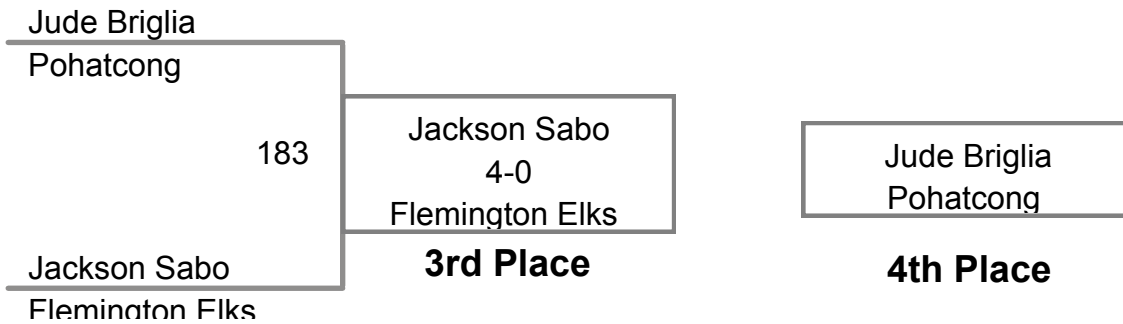 Jude Briglia
Pohatcong
183
Jackson Sabo
4-0
Flemington Elks
3rd Place
Jude Briglia
Pohatcong
4th Place
Jackson Sabo
Flemington Elks